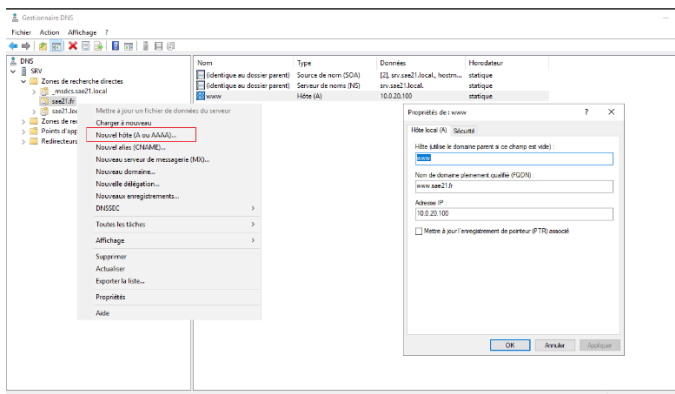 Gestionnaire DNS
Fichier Action Affichage ?
DNS
SRV
Zones de recherche directes
_msdcs.sae21.local
sae21.fr
sae21.loc
Zones de rec
Points d'app
Redirecteurs
Nom Type Données Horodateur
(identique au dossier parent) Source de nom (SOA) [2], srv.sae21.local., hostm... statique
(identique au dossier parent) Serveur de noms (NS) srv.sae21.local. statique
www Hôte (A) 10.0.20.100 statique
Mettre à jour un fichier de données du serveur
Charger à nouveau
Nouvel hôte (A ou AAAA)...
Nouvel alias (CNAME)...
Nouveau serveur de messagerie (MX)...
Nouveau domaine...
Nouvelle délégation...
Nouveaux enregistrements...
DNSSEC >
Toutes les tâches >
Affichage >
Supprimer
Actualiser
Exporter la liste...
Propriétés
Aide
Propriétés de : www ? X
Hôte local (A) Sécurité
Hôte (utilise le domaine parent si ce champ est vide) :
www
Nom de domaine pleinement qualifié (FQDN) :
www.sae21.fr
Adresse IP :
10.0.20.100
Mettre à jour l'enregistrement de pointeur (PTR) associé
OK Annuler Appliquer